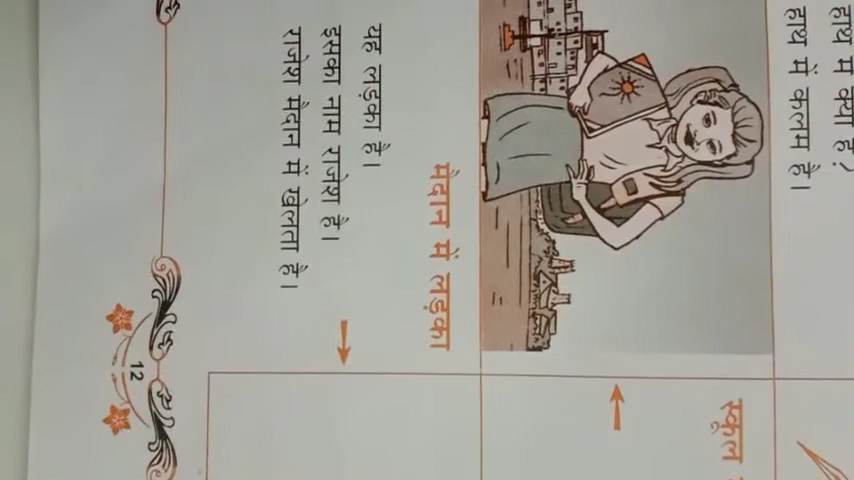 हाथ में क्या है?
हाथ में कलम है।
स्कूल
मैदान में लड़का
यह लड़का है।
इसका नाम राजेश है।
राजेश मैदान में खेलता है।
12